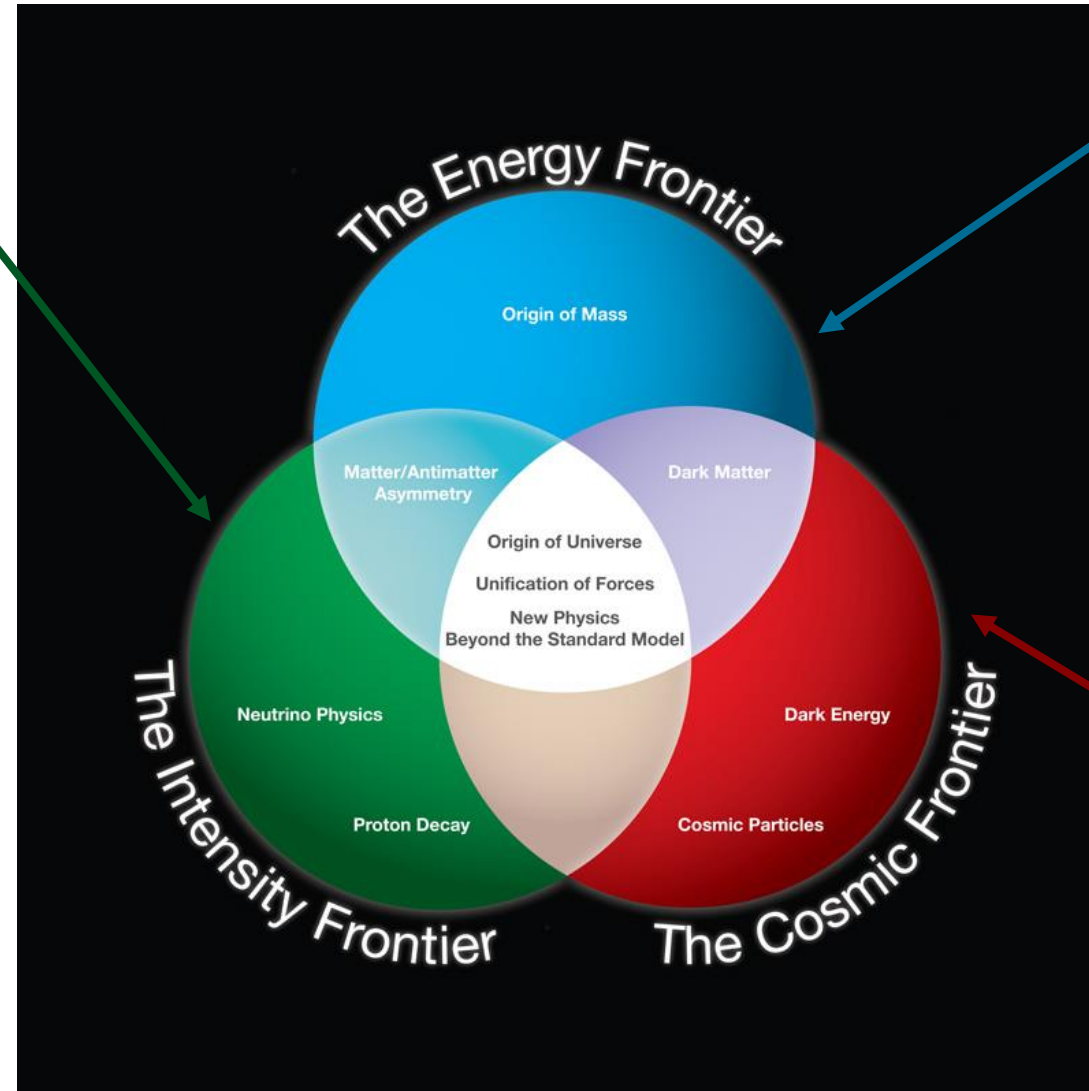 The Energy Frontier
Origin of Mass
Matter/Antimatter
Asymmetry
Dark Matter
Origin of Universe
Unification of Forces
New Physics
Beyond the Standard Model
Neutrino Physics
Proton Decay
Dark Energy
Cosmic Particles
The Intensity Frontier
The Cosmic Frontier